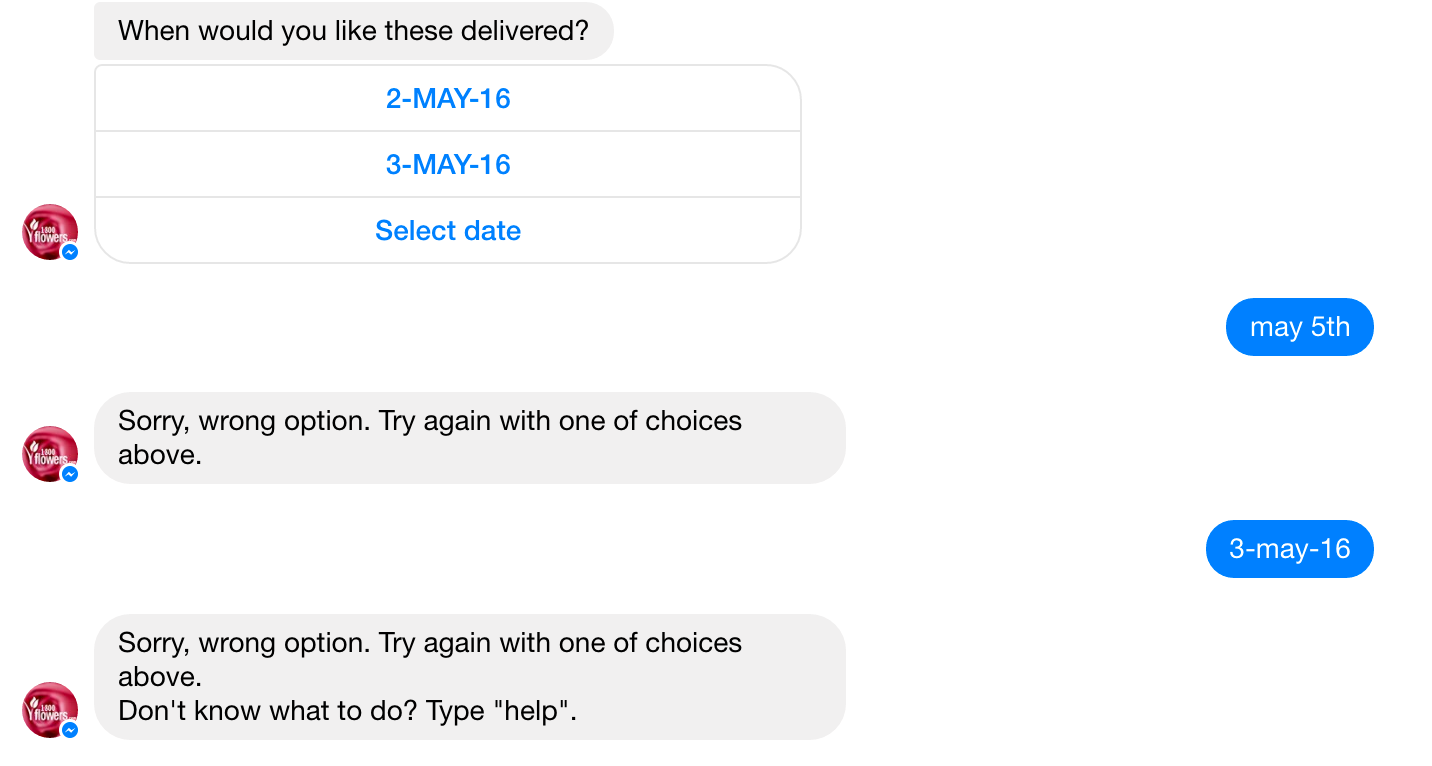 When would you like these delivered?
2-MAY-16
3-MAY-16
Select date
1800
flowers
may 5th
Sorry, wrong option. Try again with one of choices
above.
1800
flowers
3-may-16
Sorry, wrong option. Try again with one of choices
above.
Don't know what to do? Type "help".
1800
flowers